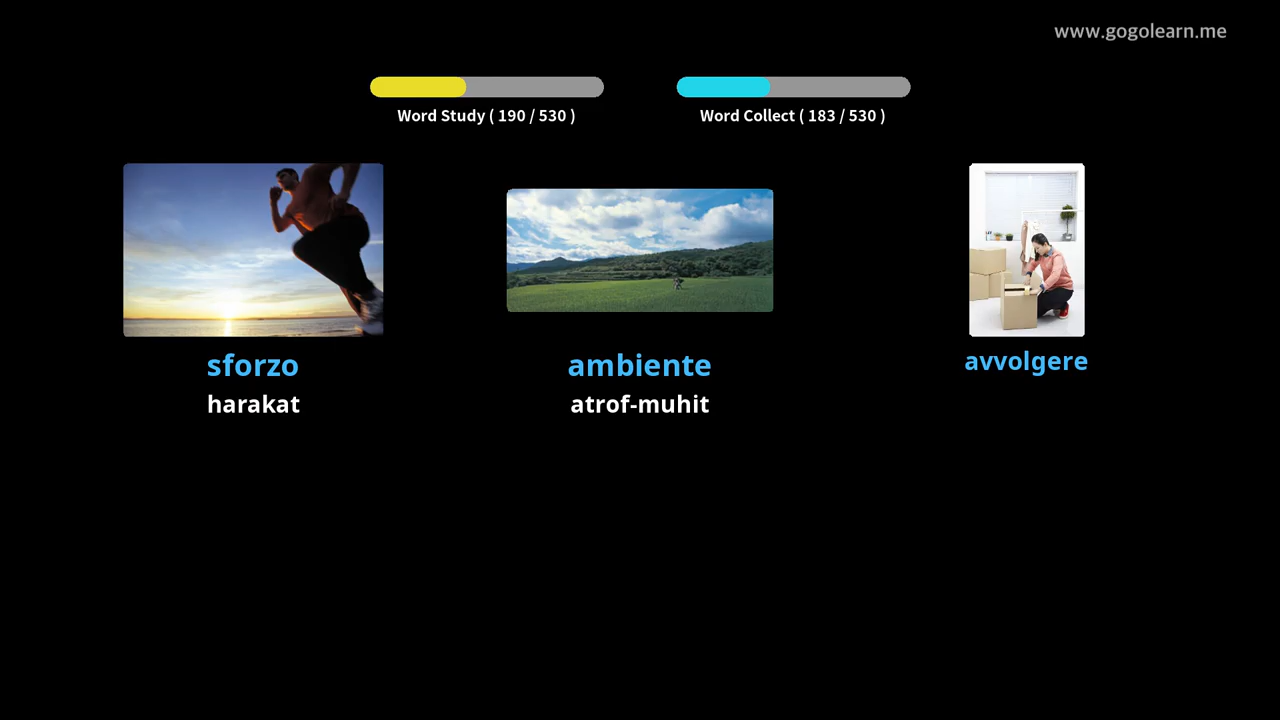 www.gogolearn.me
Word Study ( 190 / 530 )
Word Collect ( 183 / 530 )
sforzo
harakat
ambiente
atrof-muhit
avvolgere